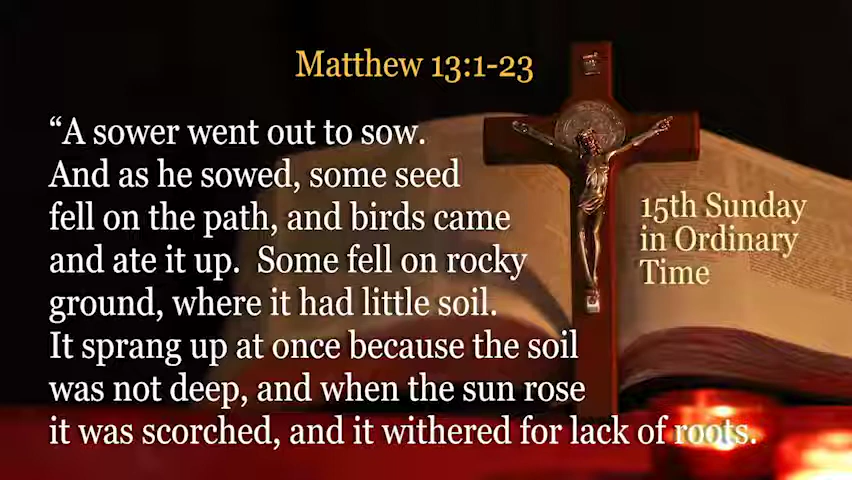 Matthew 13:1-23
“A sower went out to sow.
And as he sowed, some seed
fell on the path, and birds came
and ate it up.  Some fell on rocky
ground, where it had little soil.
It sprang up at once because the soil
was not deep, and when the sun rose
it was scorched, and it withered for lack of roots.
15th Sunday
in Ordinary
Time